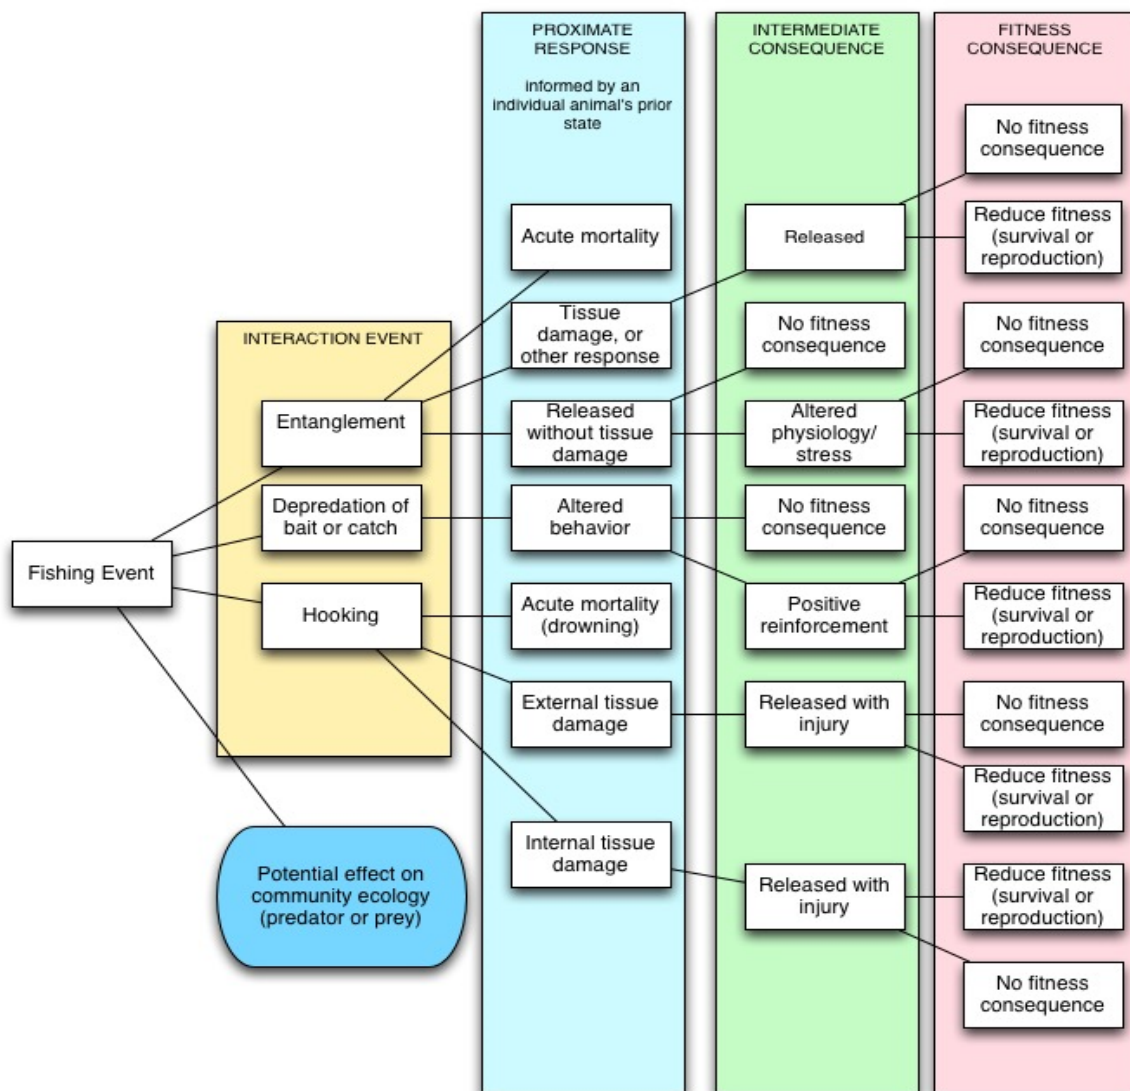 PROXIMATE
RESPONSE
informed by an
individual animal's prior
state
INTERMEDIATE
CONSEQUENCE
FITNESS
CONSEQUENCE
No fitness
consequence
Acute mortality
Released
Reduce fitness
(survival or
reproduction)
INTERACTION EVENT
Tissue
damage, or
other response
No fitness
consequence
No fitness
consequence
Entanglement
Released
without tissue
damage
Altered
physiology/
stress
Reduce fitness
(survival or
reproduction)
Depredation of
bait or catch
Altered
behavior
No fitness
consequence
No fitness
consequence
Fishing Event
Hooking
Acute mortality
(drowning)
Positive
reinforcement
Reduce fitness
(survival or
reproduction)
External tissue
damage
Released with
injury
No fitness
consequence
Reduce fitness
(survival or
reproduction)
Potential effect on
community ecology
(predator or prey)
Internal tissue
damage
Released with
injury
Reduce fitness
(survival or
reproduction)
No fitness
consequence